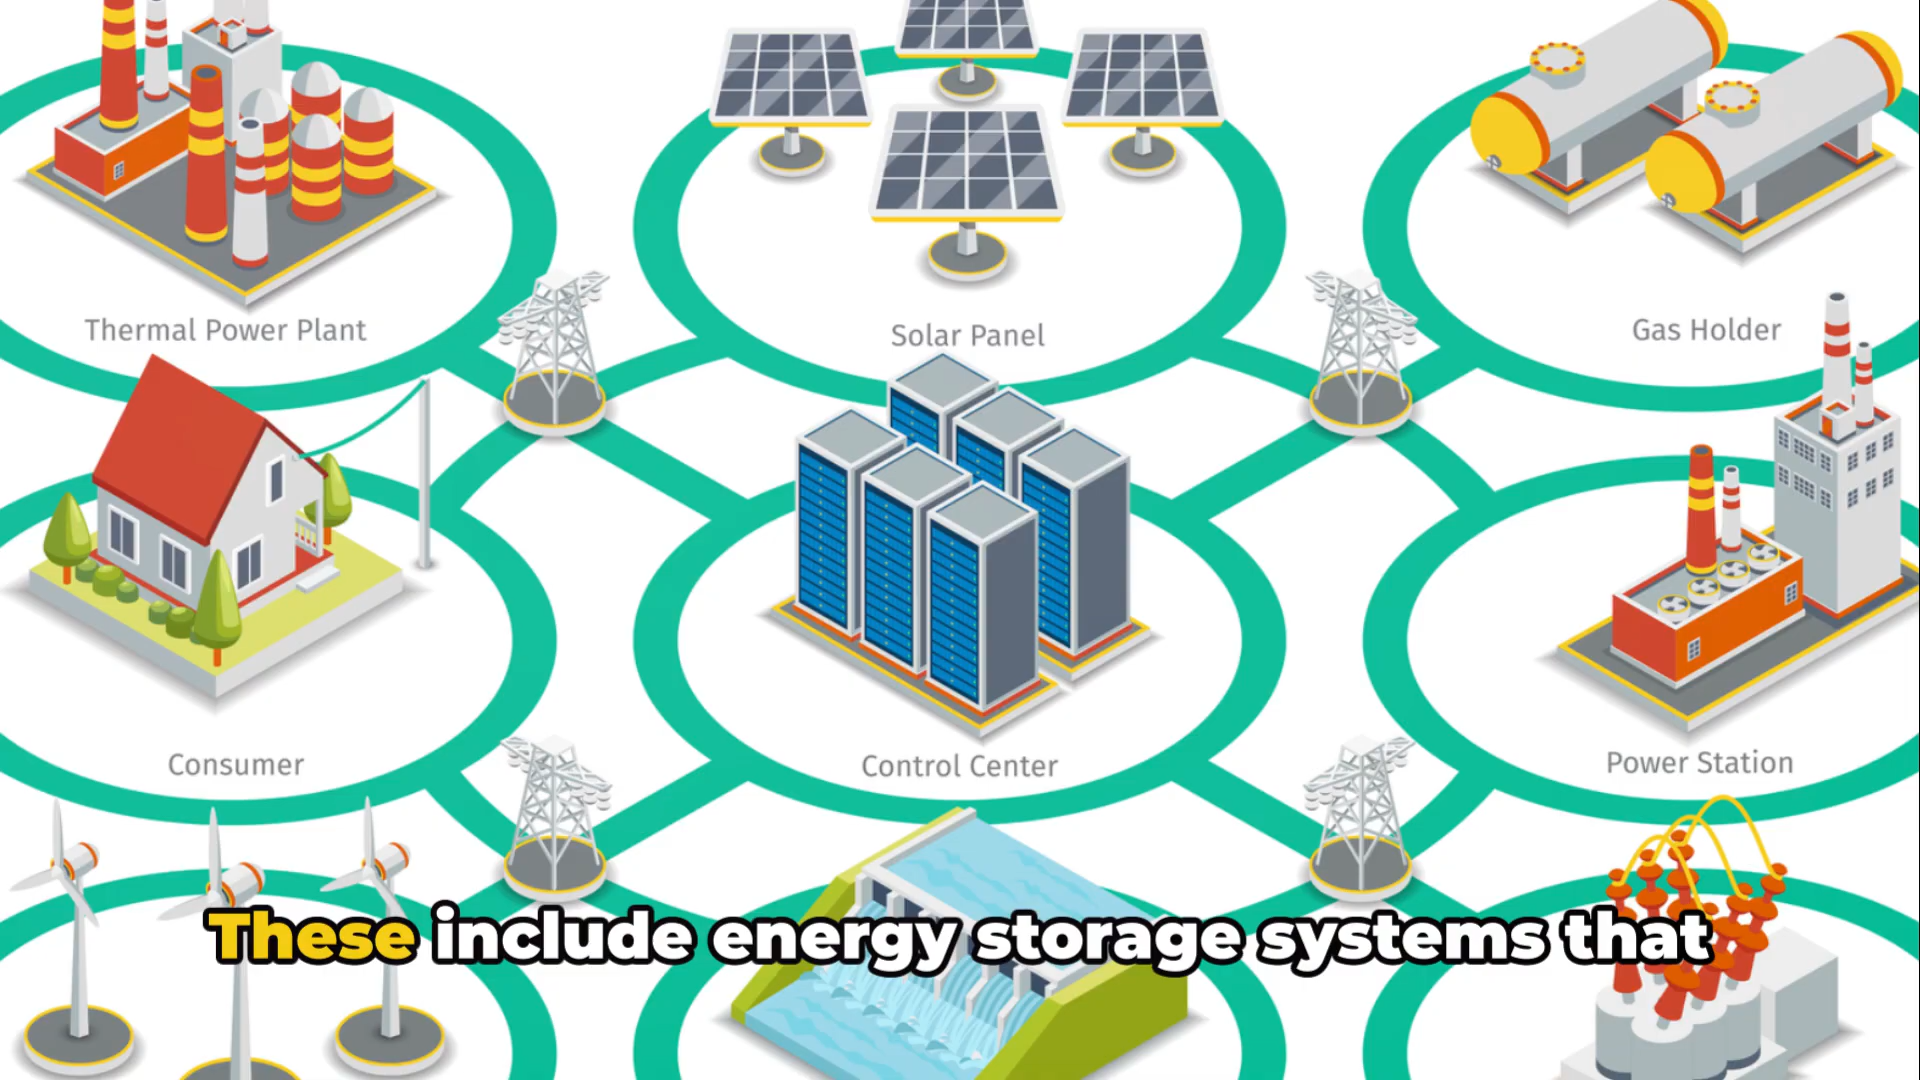 Thermal Power Plant
Solar Panel
Gas Holder
Consumer
Control Center
Power Station
These include energy storage systems that